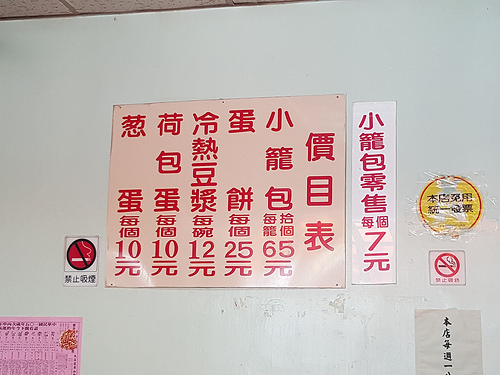 價目表
小籠包 每籠 拾個 65元
蛋餅 每個 25元
冷熱豆漿 每碗 12元
荷包蛋 每個 10元
葱蛋 每個 10元
小籠包零售 每個 7元
本店免用
統一發票
禁止吸煙
禁止吸菸
本店每週一